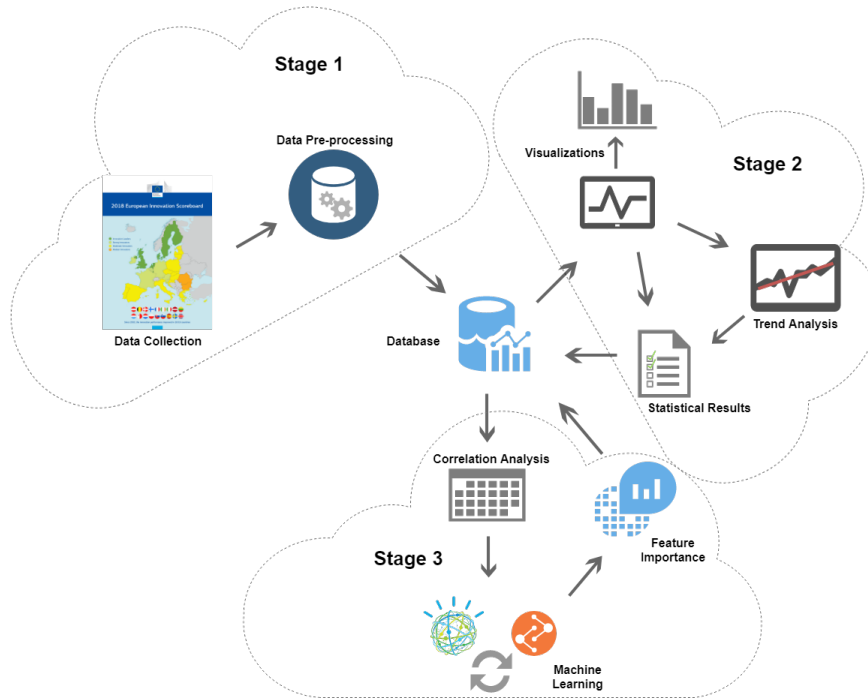 Stage 1
Data Pre-processing
2018 European Innovation Scoreboard
Data Collection
Visualizations
Stage 2
Trend Analysis
Database
Statistical Results
Correlation Analysis
Stage 3
Feature
Importance
Machine
Learning